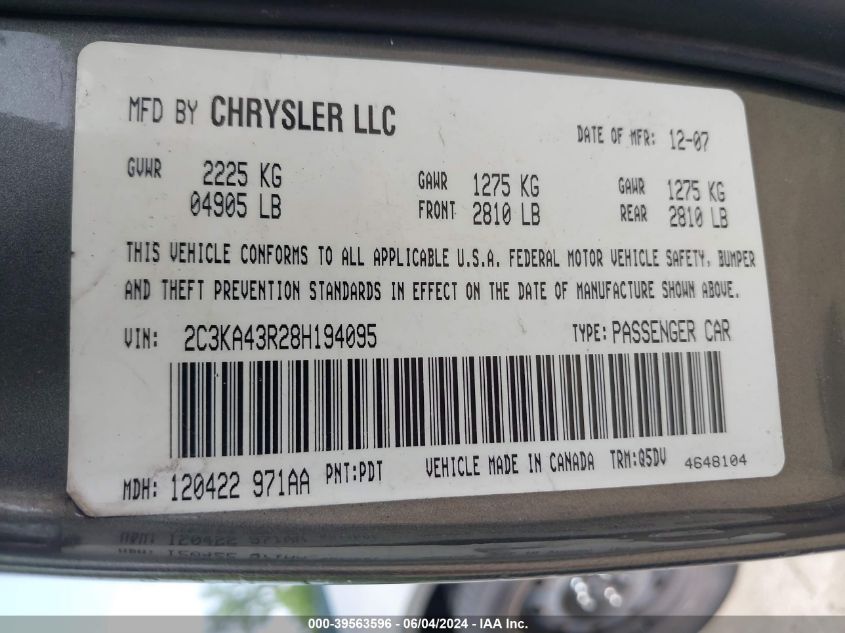 MFD BY CHRYSLER LLC DATE OF MFR: 12-07
GVWR 2225 KG GAWR 1275 KG GAWR 1275 KG
04905 LB FRONT 2810 LB REAR 2810 LB
THIS VEHICLE CONFORMS TO ALL APPLICABLE U.S.A. FEDERAL MOTOR VEHICLE SAFETY, BUMPER
AND THEFT PREVENTION STANDARDS IN EFFECT ON THE DATE OF MANUFACTURE SHOWN ABOVE.
VIN: 2C3KA43R28H194095 TYPE: PASSENGER CAR
MDH: 120422 971AA PNT:PDT VEHICLE MADE IN CANADA TRM:Q5DV 4648104
000-39563596 - 06/04/2024 - IAA Inc.